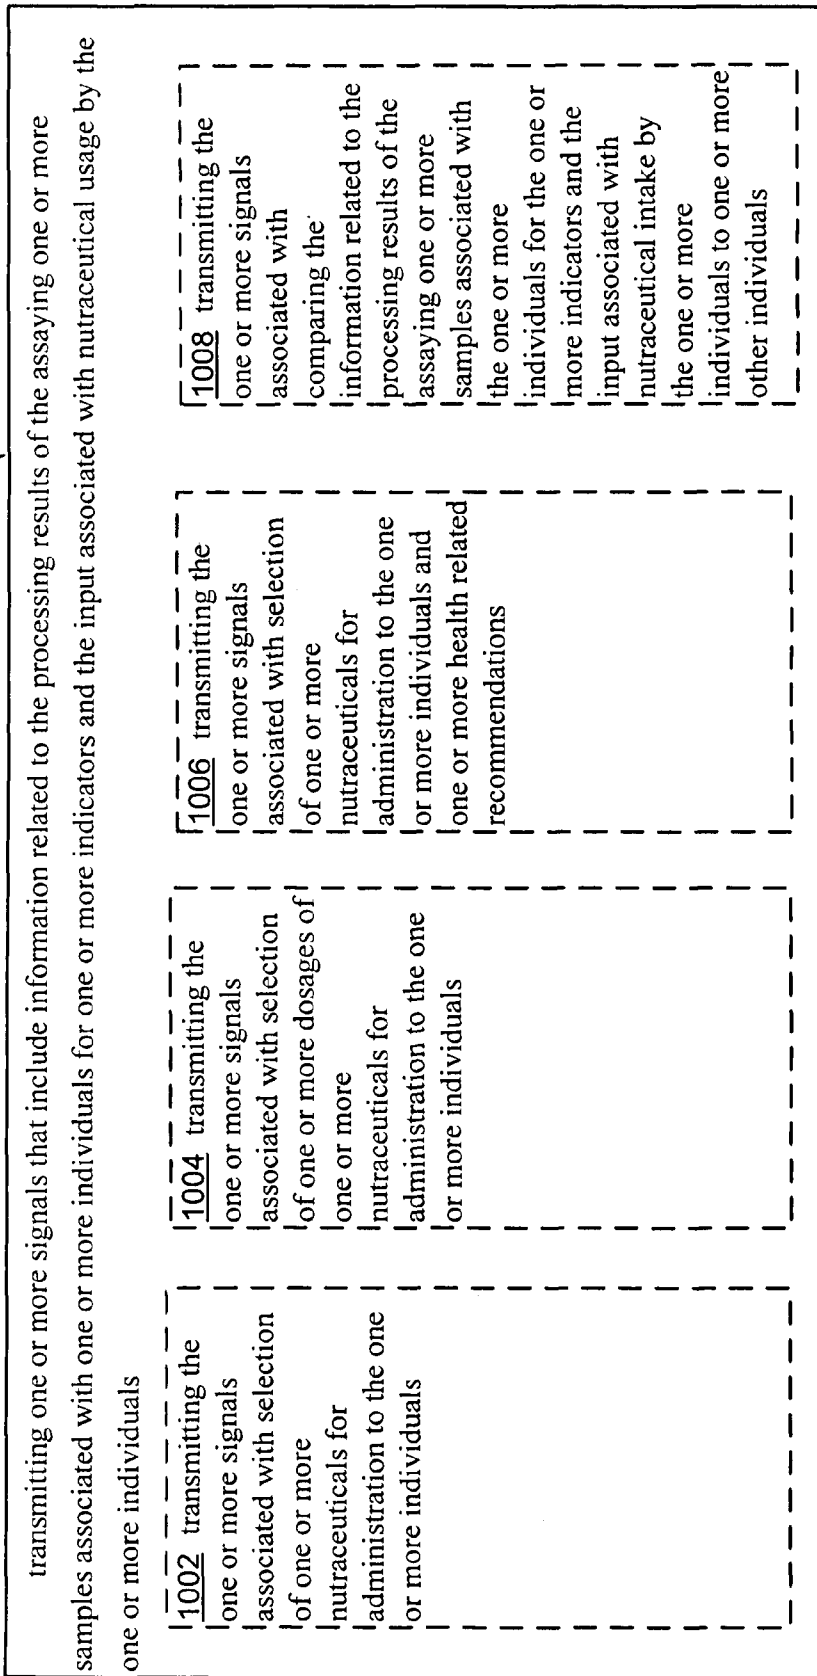 transmitting one or more signals that include information related to the processing results of the assaying one or more
samples associated with one or more individuals for one or more indicators and the input associated with nutraceutical usage by the
one or more individuals
1002 transmitting the
one or more signals
associated with selection
of one or more
nutraceuticals for
administration to the one
or more individuals
1004 transmitting the
one or more signals
associated with selection
of one or more dosages of
one or more
nutraceuticals for
administration to the one
or more individuals
1006 transmitting the
one or more signals
associated with selection
of one or more
nutraceuticals for
administration to the one
or more individuals and
one or more health related
recommendations
1008 transmitting the
one or more signals
associated with
comparing the
information related to the
processing results of the
assaying one or more
samples associated with
the one or more
individuals for the one or
more indicators and the
input associated with
nutraceutical intake by
the one or more
individuals to one or more
other individuals